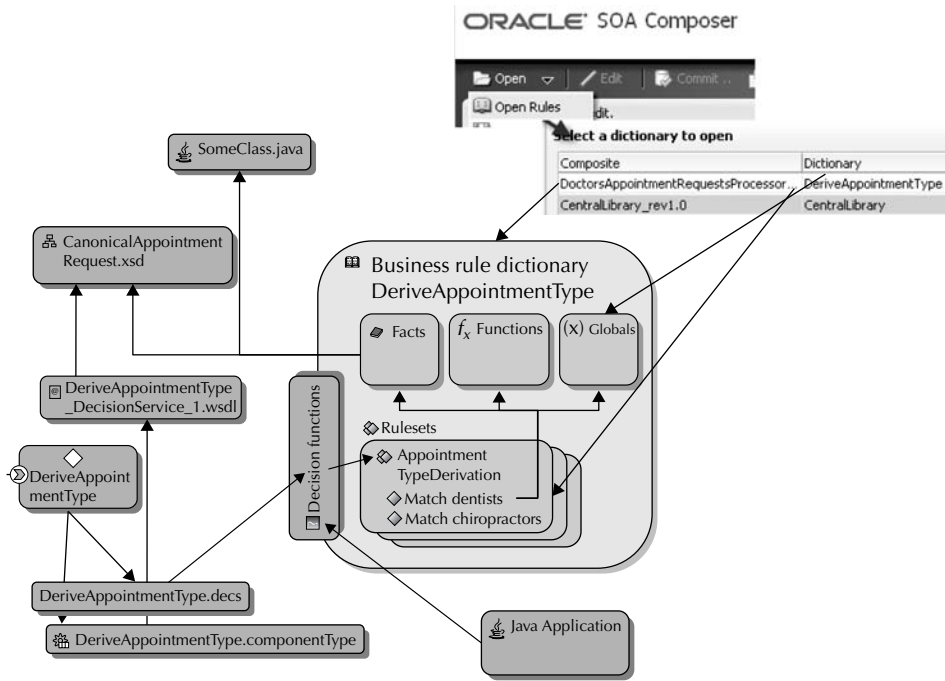 ORACLE SOA Composer
Open
Edit
Commit ..
Open Rules
dit.
Select a dictionary to open
Composite
Dictionary
DoctorsAppointmentRequestsProcessor...
DeriveAppointmentType
CentralLibrary_rev1.0
CentralLibrary
SomeClass.java
CanonicalAppointment
Request.xsd
Business rule dictionary
DeriveAppointmentType
Facts
fx Functions
(x) Globals
DeriveAppointmentType
_DecisionService_1.wsdl
Decision functions
Rulesets
Appointment
TypeDerivation
Match dentists
Match chiropractors
DeriveAppoint
mentType
DeriveAppointmentType.decs
DeriveAppointmentType.componentType
Java Application